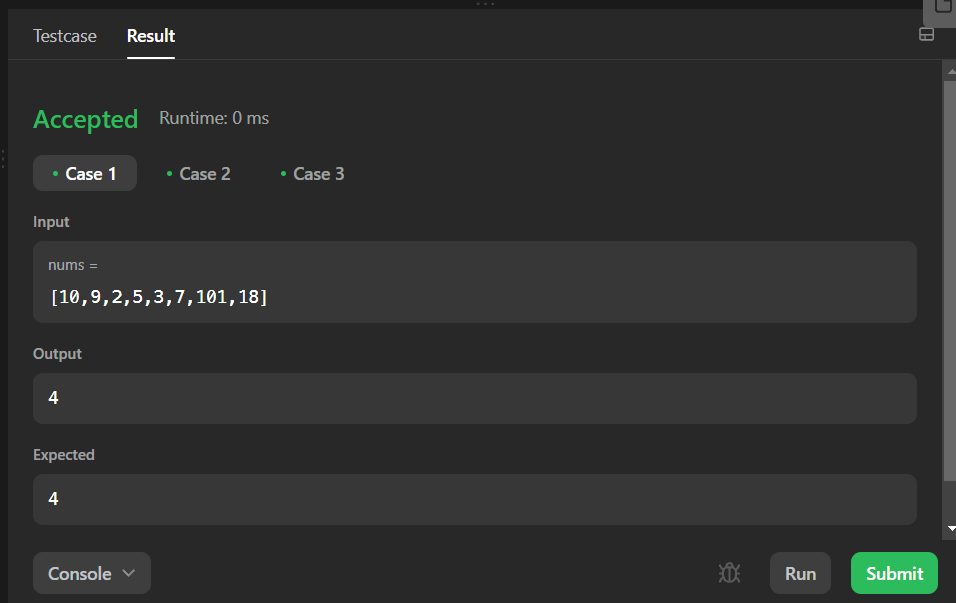 Testcase Result
Accepted Runtime: 0 ms
Case 1 Case 2 Case 3
Input
nums =
[10,9,2,5,3,7,101,18]
Output
4
Expected
4
Console Run Submit